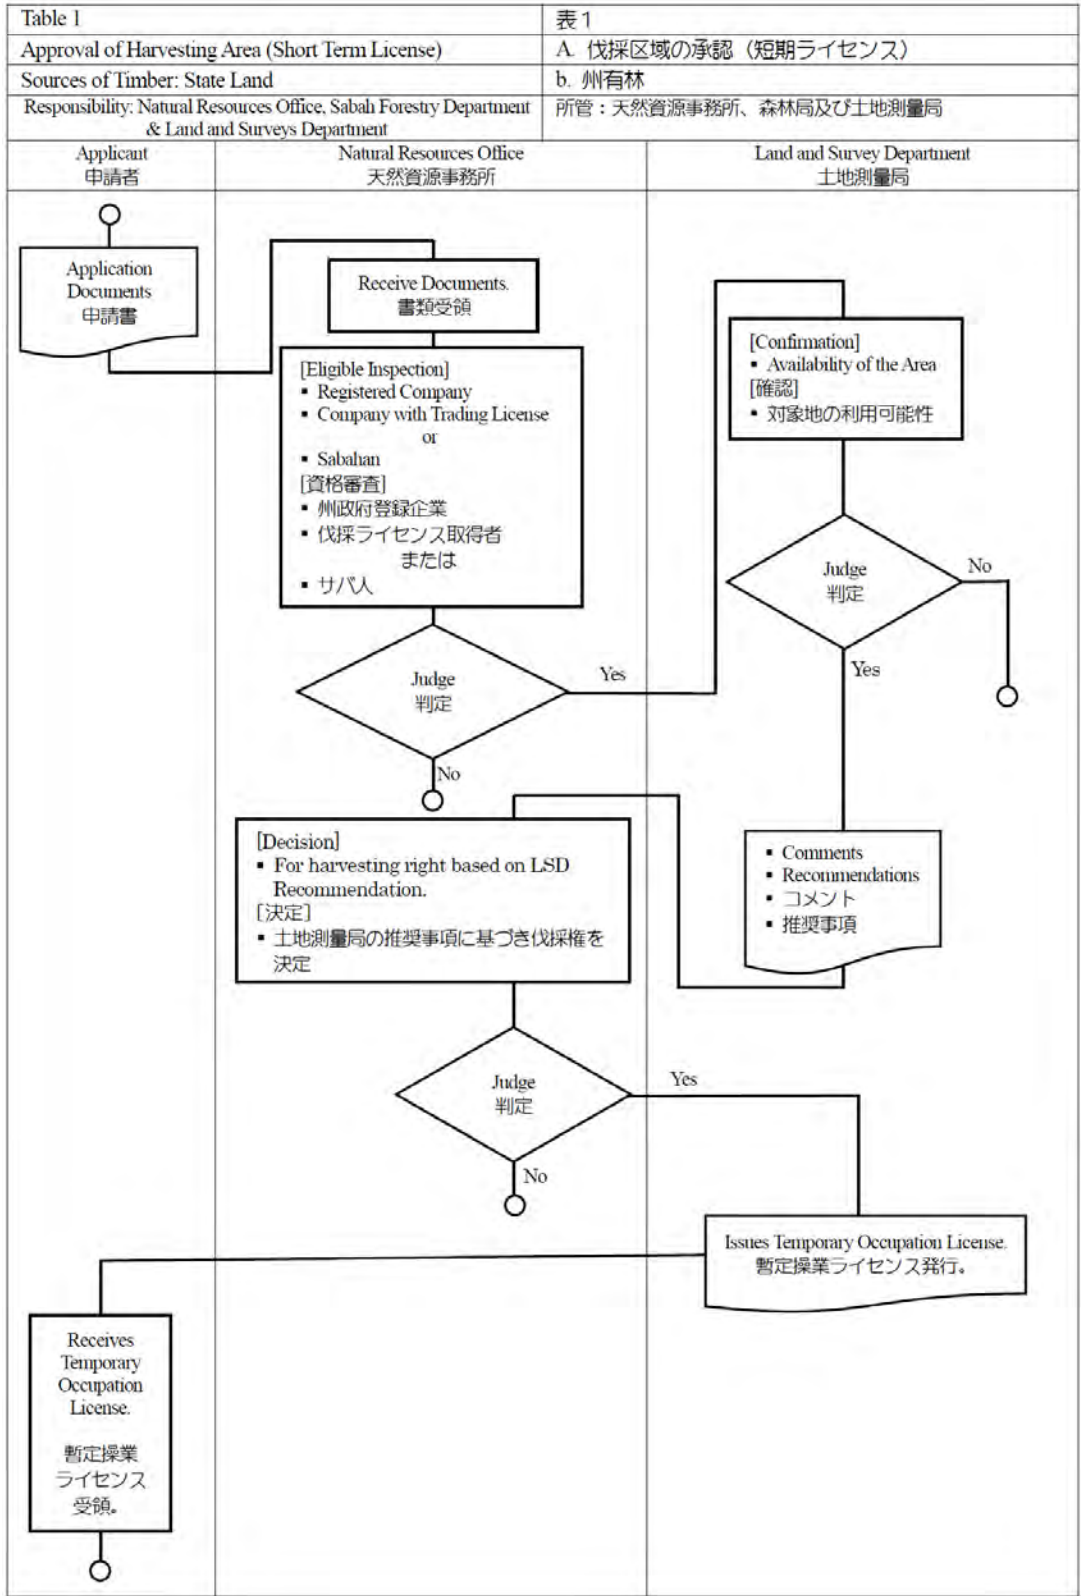 Table 1
表1
Approval of Harvesting Area (Short Term License)
A. 伐採区域の承認（短期ライセンス）
Sources of Timber: State Land
b. 州有林
Responsibility: Natural Resources Office, Sabah Forestry Department
& Land and Surveys Department
所管：天然資源事務所、森林局及び土地測量局
Applicant
申請者
Natural Resources Office
天然資源事務所
Land and Survey Department
土地測量局
Application
Documents
申請書
Receive Documents.
書類受領
[Eligible Inspection]
▪ Registered Company
▪ Company with Trading License
or
▪ Sabahan
[資格審査]
▪ 州政府登録企業
▪ 伐採ライセンス取得者
または
▪ サバ人
[Confirmation]
▪ Availability of the Area
[確認]
▪ 対象地の利用可能性
Judge
判定
No
Yes
Judge
判定
Yes
No
▪ Comments
▪ Recommendations
▪ コメント
▪ 推奨事項
[Decision]
▪ For harvesting right based on LSD
Recommendation.
[決定]
▪ 土地測量局の推奨事項に基づき伐採権を
決定
Judge
判定
Yes
No
Issues Temporary Occupation License.
暫定操業ライセンス発行。
Receives
Temporary
Occupation
License.
暫定操業
ライセンス
受領。